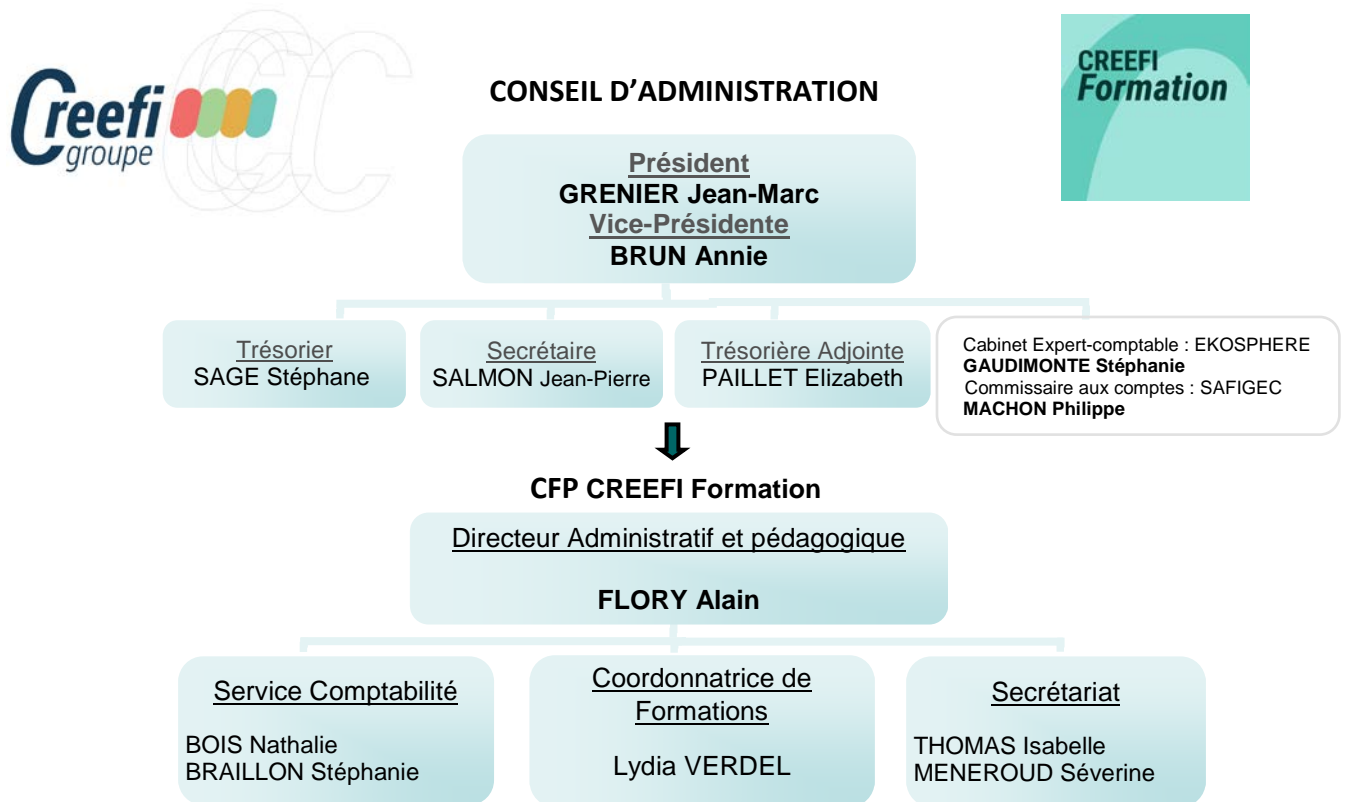 Creefi
groupe
CREEFI
Formation
CONSEIL D'ADMINISTRATION
Président
GRENIER Jean-Marc
Vice-Présidente
BRUN Annie
Trésorier
SAGE Stéphane
Secrétaire
SALMON Jean-Pierre
Trésorière Adjointe
PAILLET Elizabeth
Cabinet Expert-comptable : EKOSPHERE
GAUDIMONTE Stéphanie
Commissaire aux comptes : SAFIGEC
MACHON Philippe
CFP CREEFI Formation
Directeur Administratif et pédagogique
FLORY Alain
Service Comptabilité
BOIS Nathalie
BRAILLON Stéphanie
Coordonnatrice de
Formations
Lydia VERDEL
Secrétariat
THOMAS Isabelle
MENEROUD Séverine